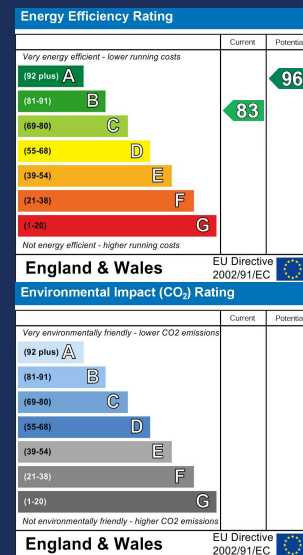 Energy Efficiency Rating
Current Potential
Very energy efficient - lower running costs
(92 plus) A
96
(81-91) B
83
(69-80) C
(55-68) D
(39-54) E
(21-38) F
(1-20) G
Not energy efficient - higher running costs
England & Wales
EU Directive
2002/91/EC
Environmental Impact (CO₂) Rating
Current Potential
Very environmentally friendly - lower CO2 emissions
(92 plus) A
(81-91) B
(69-80) C
(55-68) D
(39-54) E
(21-38) F
(1-20) G
Not environmentally friendly - higher CO2 emissions
England & Wales
EU Directive
2002/91/EC